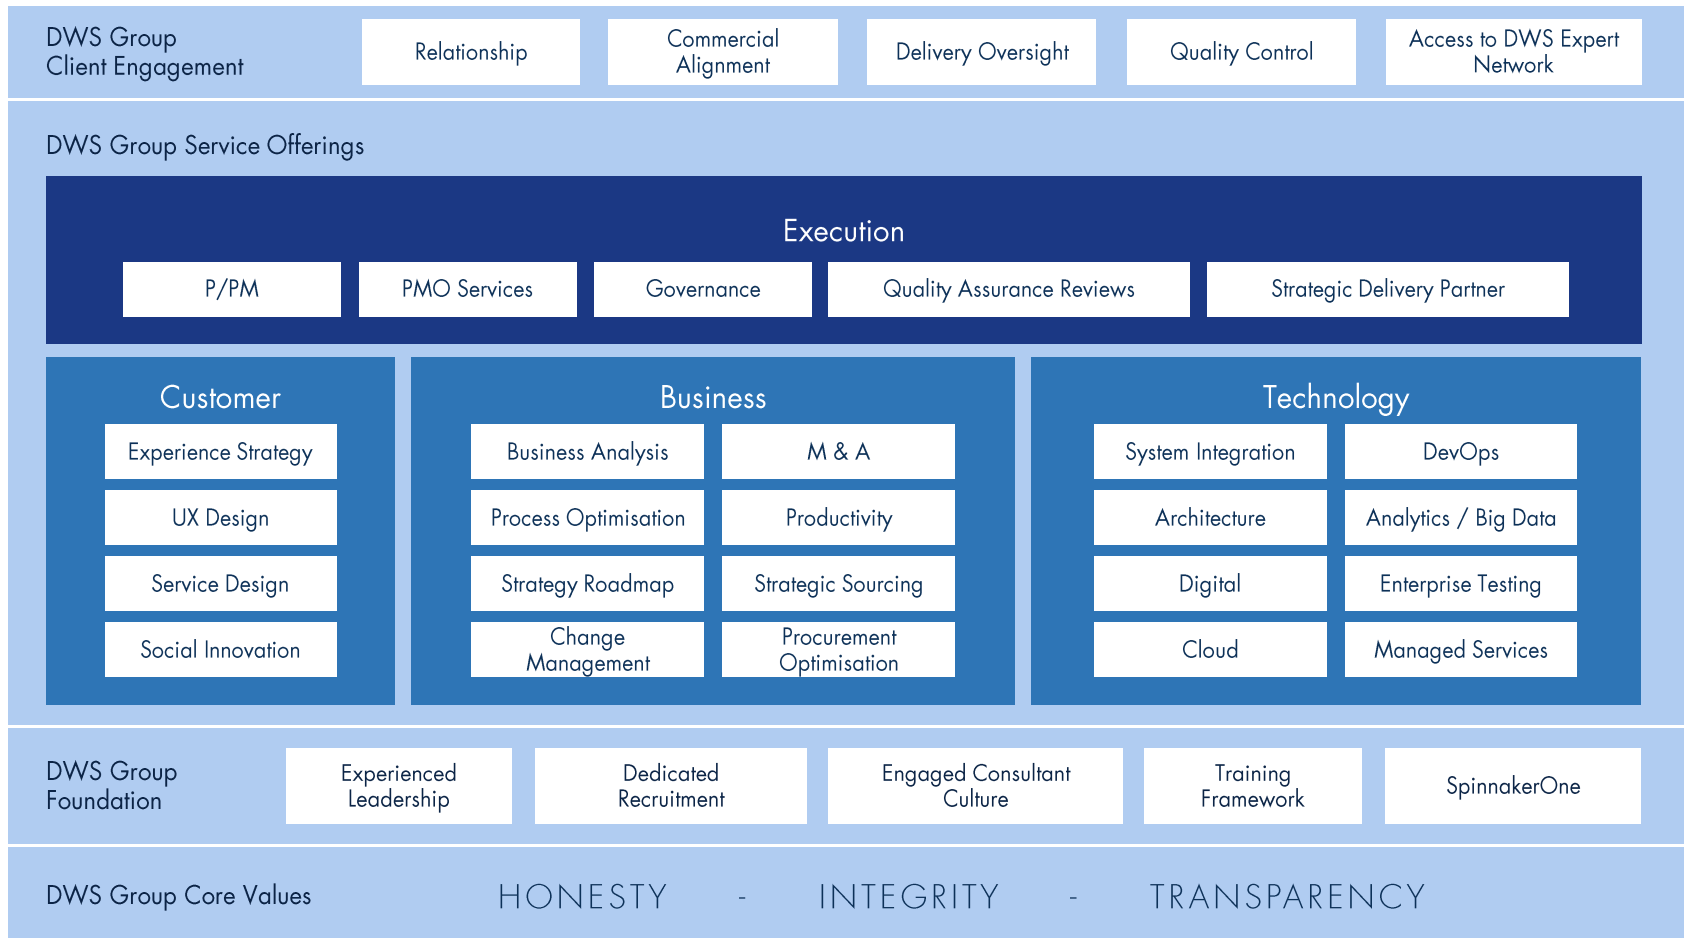 DWS Group
Client Engagement
Relationship
Commercial
Alignment
Delivery Oversight
Quality Control
Access to DWS Expert
Network
DWS Group Service Offerings
Execution
P/PM
PMO Services
Governance
Quality Assurance Reviews
Strategic Delivery Partner
Customer
Experience Strategy
UX Design
Service Design
Social Innovation
Business
Business Analysis
M & A
Process Optimisation
Productivity
Strategy Roadmap
Strategic Sourcing
Change
Management
Procurement
Optimisation
Technology
System Integration
DevOps
Architecture
Analytics / Big Data
Digital
Enterprise Testing
Cloud
Managed Services
DWS Group
Foundation
Experienced
Leadership
Dedicated
Recruitment
Engaged Consultant
Culture
Training
Framework
SpinnakerOne
DWS Group Core Values
HONESTY - INTEGRITY - TRANSPARENCY